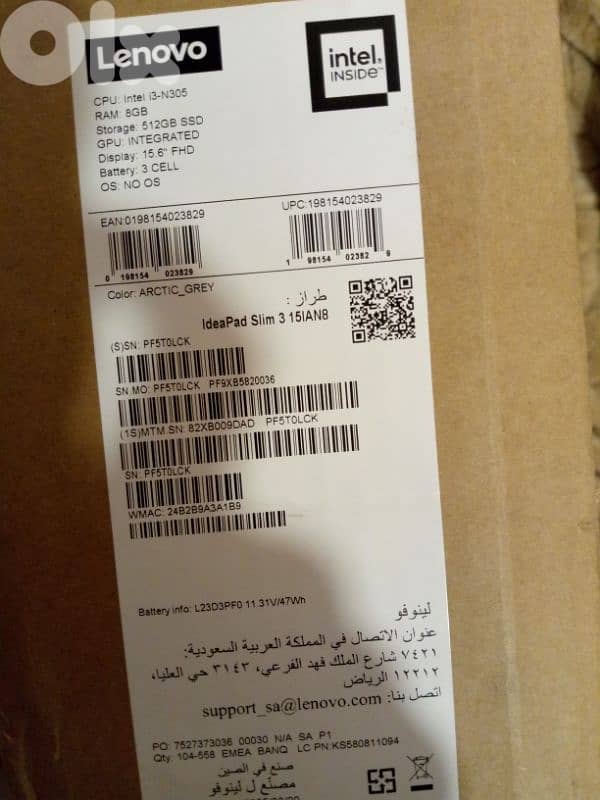 olx
Lenovo
intel.
INSIDE™
CPU: Intel i3-N305
RAM: 8GB
Storage: 512GB SSD
GPU: INTEGRATED
Display: 15.6" FHD
Battery: 3 CELL
OS: NO OS
EAN:0198154023829
UPC:198154023829
0 198154 023829
1 98154 02382 9
Color: ARCTIC_GREY
طراز :
IdeaPad Slim 3 15IAN8
(S)SN: PF5T0LCK
SN MO: PF5T0LCK PF9XB5820036
(1S)MTM SN: 82XB009DAD PF5T0LCK
SN: PF5T0LCK
WMAC: 24B2B9A3A1B9
Battery info: L23D3PF0 11.31V/47Wh
لينوفو
عنوان الاتصال في المملكة العربية السعودية:
٧٤٢١ شارع الملك فهد الفرعي، ٣١٤٣ حي العليا،
١٢٢١٢ الرياض
اتصل بنا: support_sa@lenovo.com
PO: 7527373036 00030 N/A SA P1
Qty: 104-558 EMEA BANQ LC PN:KS580811094
صنع في الصين
مصنع ل لينوفو